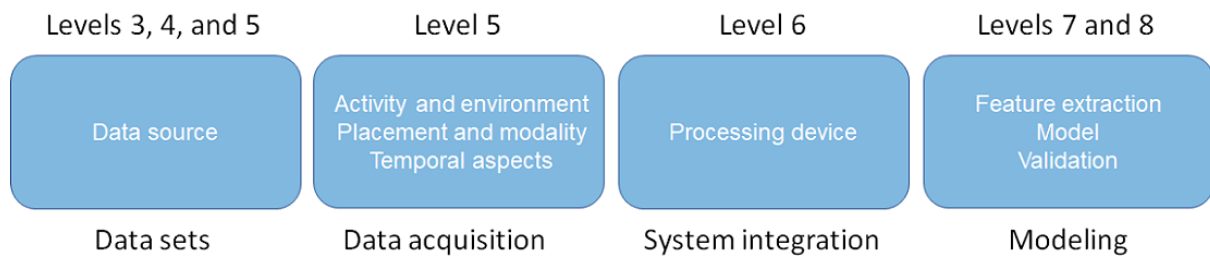 Levels 3, 4, and 5
Level 5
Level 6
Levels 7 and 8
Data source
Activity and environment
Placement and modality
Temporal aspects
Processing device
Feature extraction
Model
Validation
Data sets
Data acquisition
System integration
Modeling